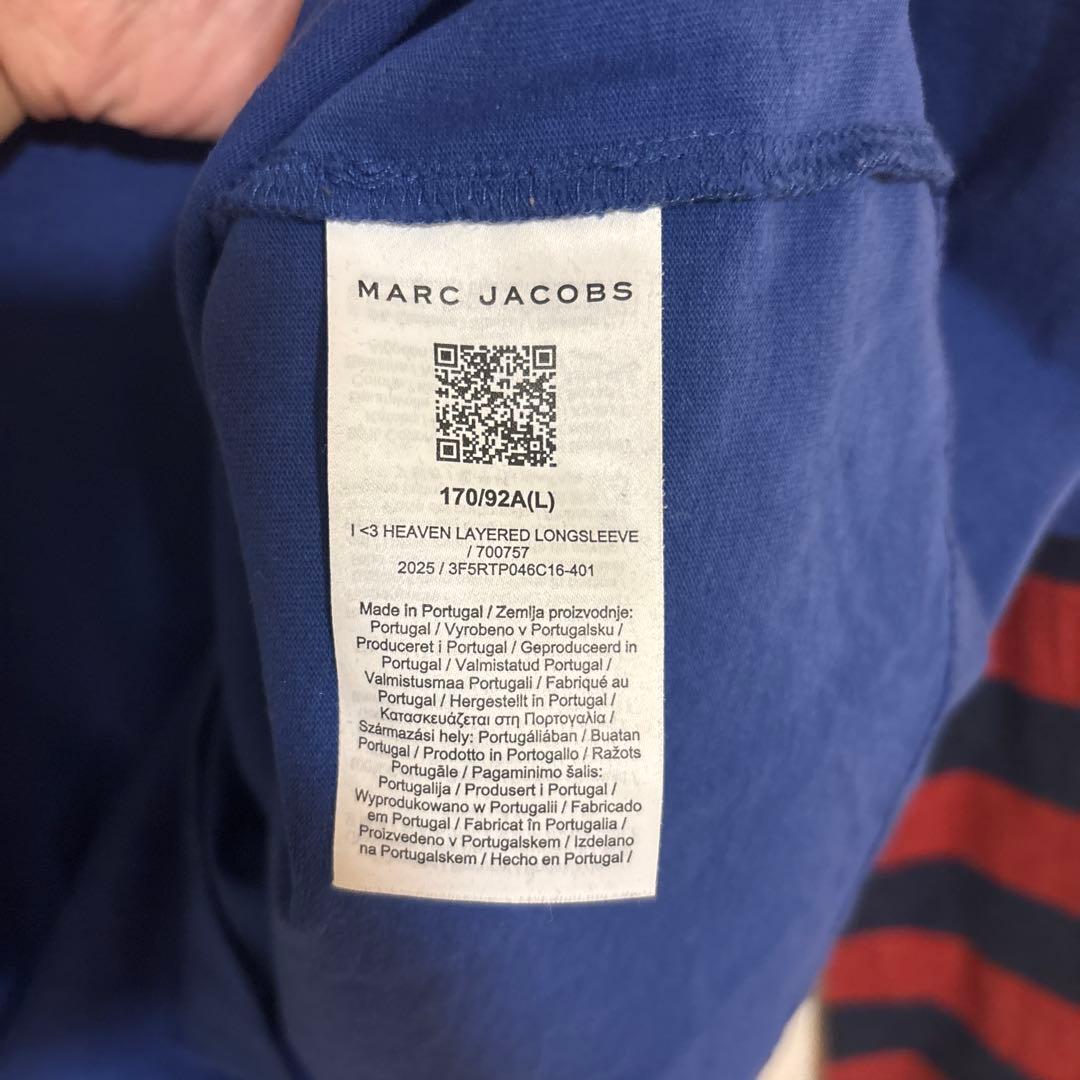 MARC JACOBS
170/92A(L)
I <3 HEAVEN LAYERED LONGSLEEVE
/ 700757
2025 / 3F5RTP046C16-401
Made in Portugal / Zemlja proizvodnje:
Portugal / Vyrobeno v Portugalsku /
Produceret i Portugal / Geproduceerd in
Portugal / Valmistatud Portugal /
Valmistusmaa Portugali / Fabriqué au
Portugal / Hergestellt in Portugal /
Κατασκευάζεται στη Πορτογαλία /
Származási hely: Portugáliában / Buatan
Portugal / Prodotto in Portogallo / Ražots
Portugāle / Pagaminimo šalis:
Portugalija / Produsert i Portugal /
Wyprodukowano w Portugalii / Fabricado
em Portugal / Fabricat în Portugalia /
Proizvedeno v Portugalskem / Izdelano
na Portugalskem / Hecho en Portugal /